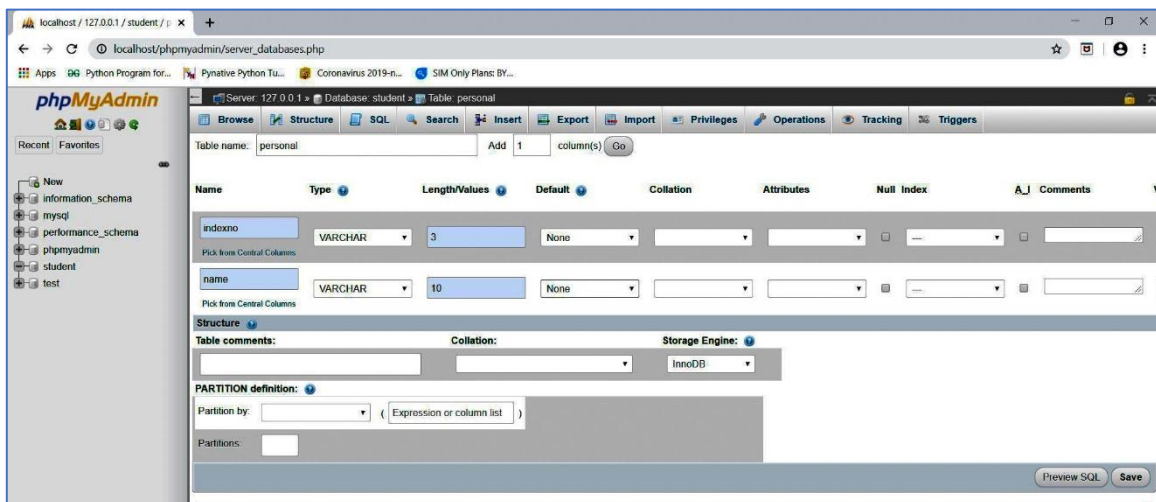 localhost / 127.0.0.1 / student / p
localhost/phpmyadmin/server_databases.php
Apps Python Program for... Pynative Python Tu... Coronavirus 2019-n... SIM Only Plans: BY...
phpMyAdmin
Recent Favorites
New
information_schema
mysql
performance_schema
phpmyadmin
student
test
Server: 127.0.0.1 » Database: student » Table: personal
Browse Structure SQL Search Insert Export Import Privileges Operations Tracking Triggers
Table name: personal Add 1 column(s) Go
Name Type Length/Values Default Collation Attributes Null Index A_I Comments
indexno VARCHAR 3 None ---
Pick from Central Columns
name VARCHAR 10 None ---
Pick from Central Columns
Structure
Table comments: Collation: Storage Engine:
InnoDB
PARTITION definition:
Partition by: ( Expression or column list )
Partitions:
Preview SQL Save